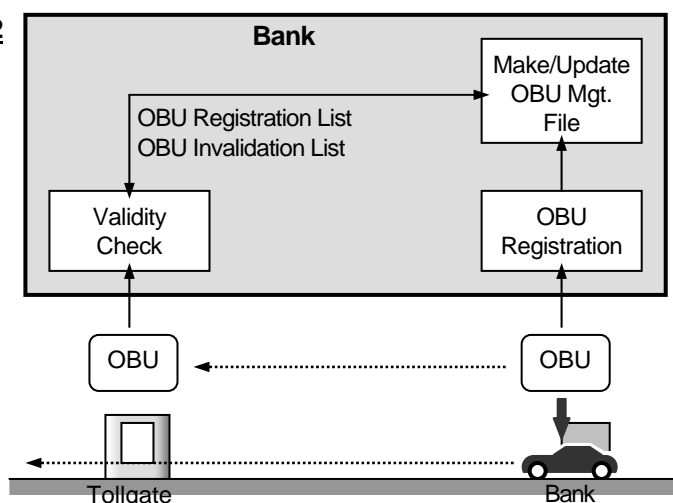 2
Bank
Make/Update
OBU Mgt.
File
OBU Registration List
OBU Invalidation List
Validity
Check
OBU
Registration
OBU
OBU
Tollgate
Bank